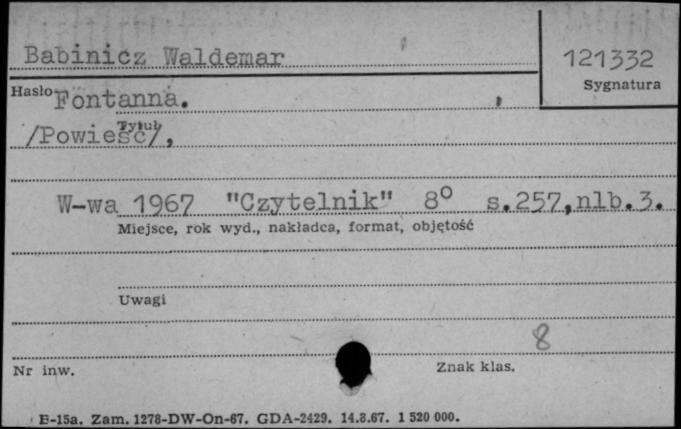 Babinicz Waldemar
121332
Sygnatura
Hasło Fontanna.
Tytuł
/Powieść/,
W-wa 1967 "Czytelnik" 8° s.257,nlb.3.
Miejsce, rok wyd., nakładca, format, objętość
Uwagi
8
Nr inw.
Znak klas.
E-15a. Zam. 1278-DW-On-67. GDA-2429. 14.8.67. 1 520 000.